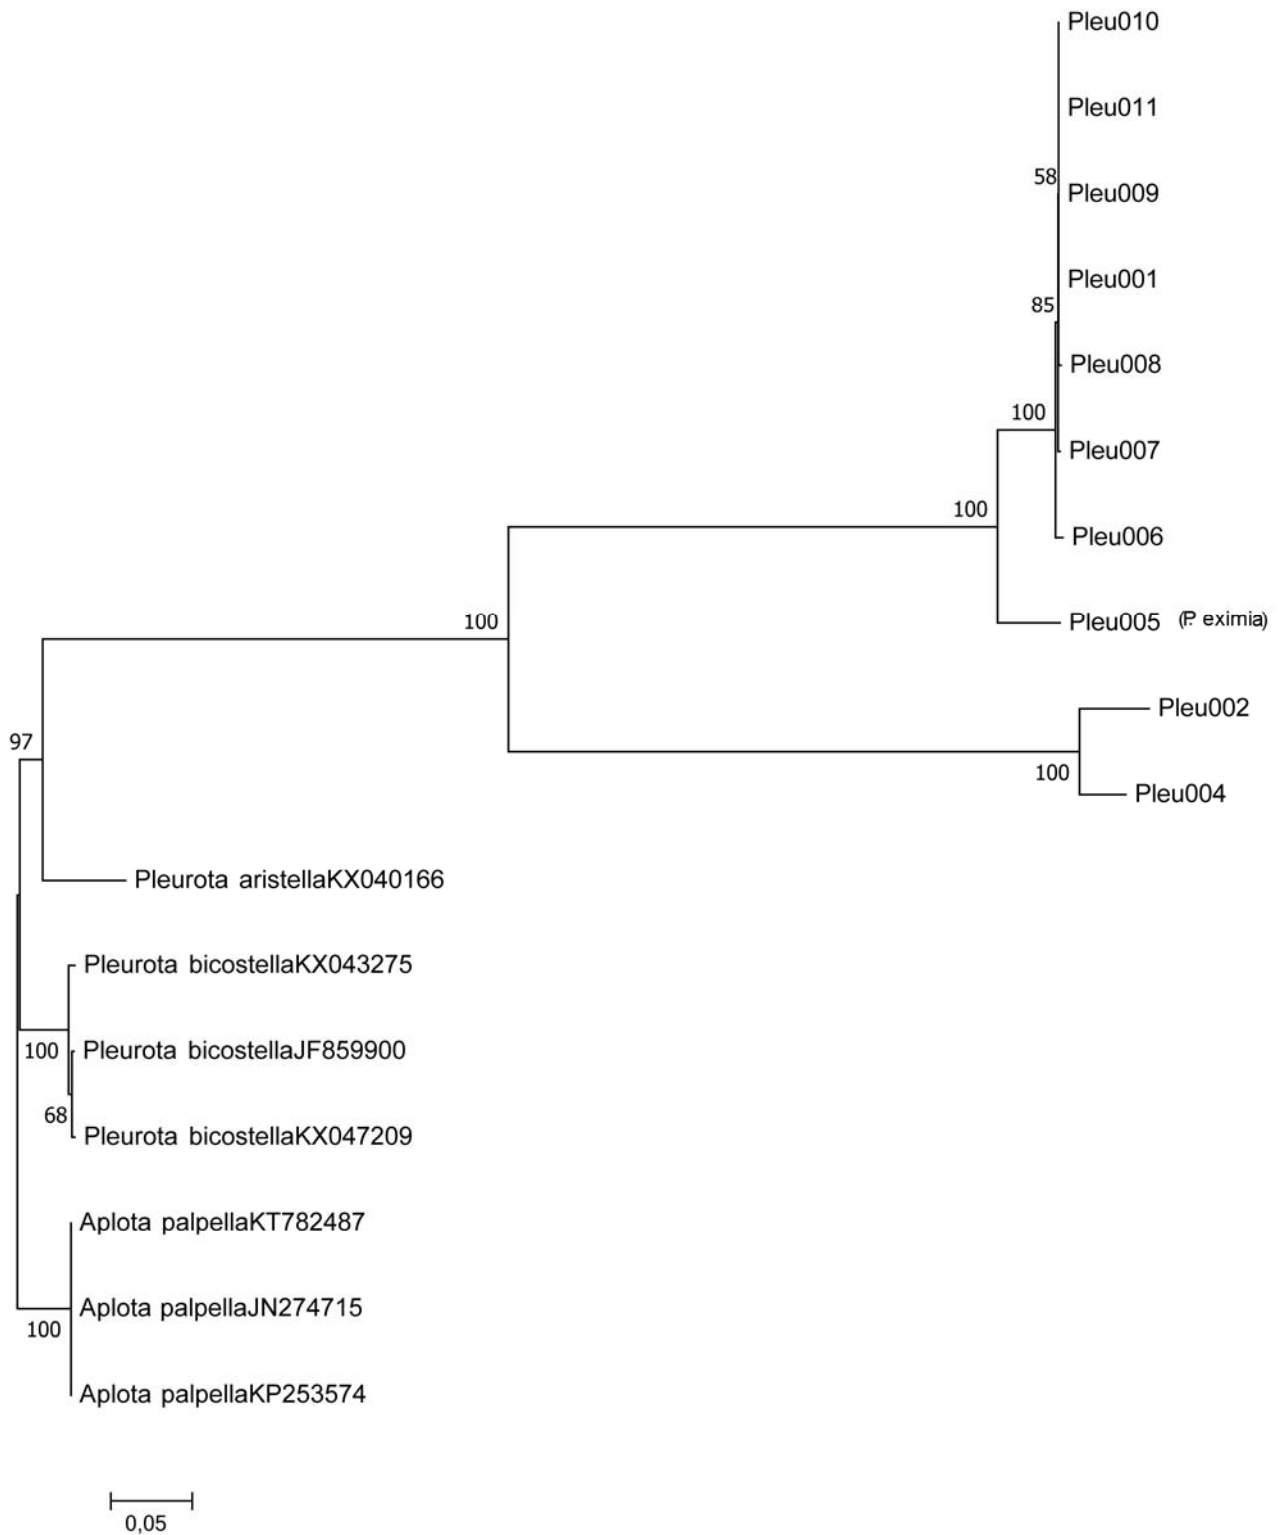 Pleu010
Pleu011
58
Pleu009
Pleu001
85
Pleu008
100
Pleu007
100
Pleu006
100
Pleu005 (P. eximia)
Pleu002
97
100
Pleu004
Pleurota aristellaKX040166
Pleurota bicostellaKX043275
100
Pleurota bicostellaJF859900
68
Pleurota bicostellaKX047209
Aplota palpellaKT782487
Aplota palpellaJN274715
100
Aplota palpellaKP253574
0,05